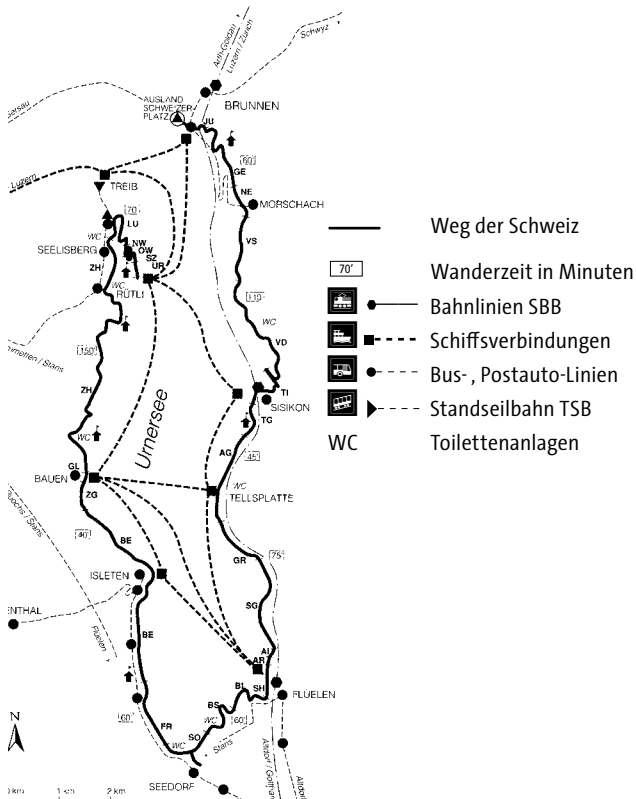 Arth-Goldau
Luzern / Zürich
Schwyz
AUSLAND
SCHWEIZER
PLATZ
BRUNNEN
JU
ersau
60'
GE
Luzern
TREIB
NE
MORSCHACH
70'
LU
WC
NW
OW
SZ
UR
VS
SEELISBERG
ZH
WC
RÜTLI
WC
VD
150'
Urnersee
ZH
TI
SISIKON
TG
WC
AG
45'
GL
BAUEN
ZG
WC
TELLSPLATTE
40'
BE
75'
GR
ISLETEN
SG
ENTHAL
Flüelen
BE
AI
AR
BL
SH
FLÜELEN
BS
60'
FR
WC
60'
SO
WC
Stans
N
SEEDORF
1 km
2 km
Weg der Schweiz
70' Wanderzeit in Minuten
Bahnlinien SBB
Schiffsverbindungen
Bus- , Postauto-Linien
Standseilbahn TSB
WC Toilettenanlagen